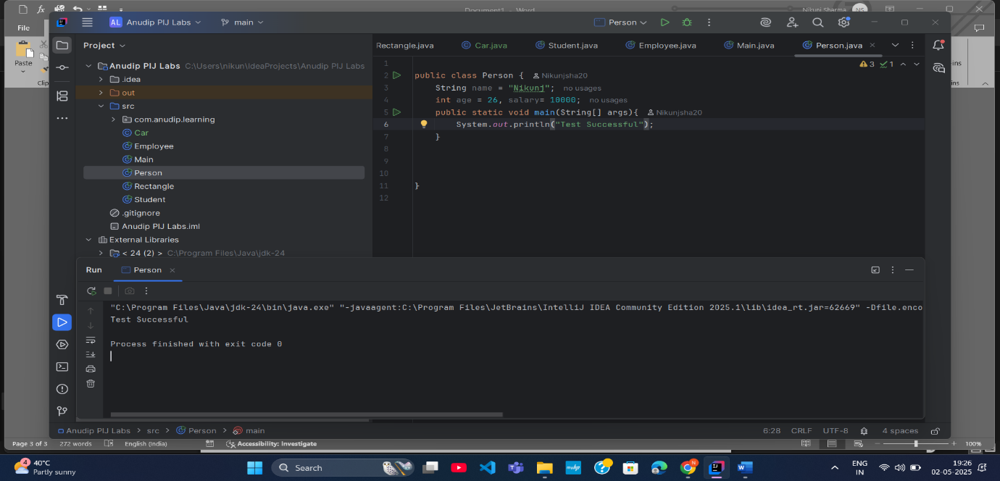 Document1 - Word
Nikunj Sharma NS
File
Paste
AL Anudip PIJ Labs main Person
Project
Rectangle.java Car.java Student.java Employee.java Main.java Person.java
Anudip PIJ Labs C:\Users\nikun\IdeaProjects\Anudip PIJ Labs
.idea
out
src
com.anudip.learning
Car
Employee
Main
Person
Rectangle
Student
.gitignore
Anudip PIJ Labs.iml
External Libraries
< 24 (2) > C:\Program Files\Java\jdk-24
3 1
1
2 public class Person { Nikunjsha20
3 String name = "Nikunj"; no usages
4 int age = 26, salary= 10000; no usages
5 public static void main(String[] args){ Nikunjsha20
6 System.out.println("Test Successful");
7 }
8
9
10
11 }
12
Run Person
"C:\Program Files\Java\jdk-24\bin\java.exe" "-javaagent:C:\Program Files\JetBrains\IntelliJ IDEA Community Edition 2025.1\lib\idea_rt.jar=62669" -Dfile.enco
Test Successful
Process finished with exit code 0
Anudip PIJ Labs > src > Person > main
6:28 CRLF UTF-8 4 spaces
Page 3 of 3 272 words English (India) Accessibility: Investigate 100%
4 40°C
Partly sunny
Search
ENG
IN
19:26
02-05-2025